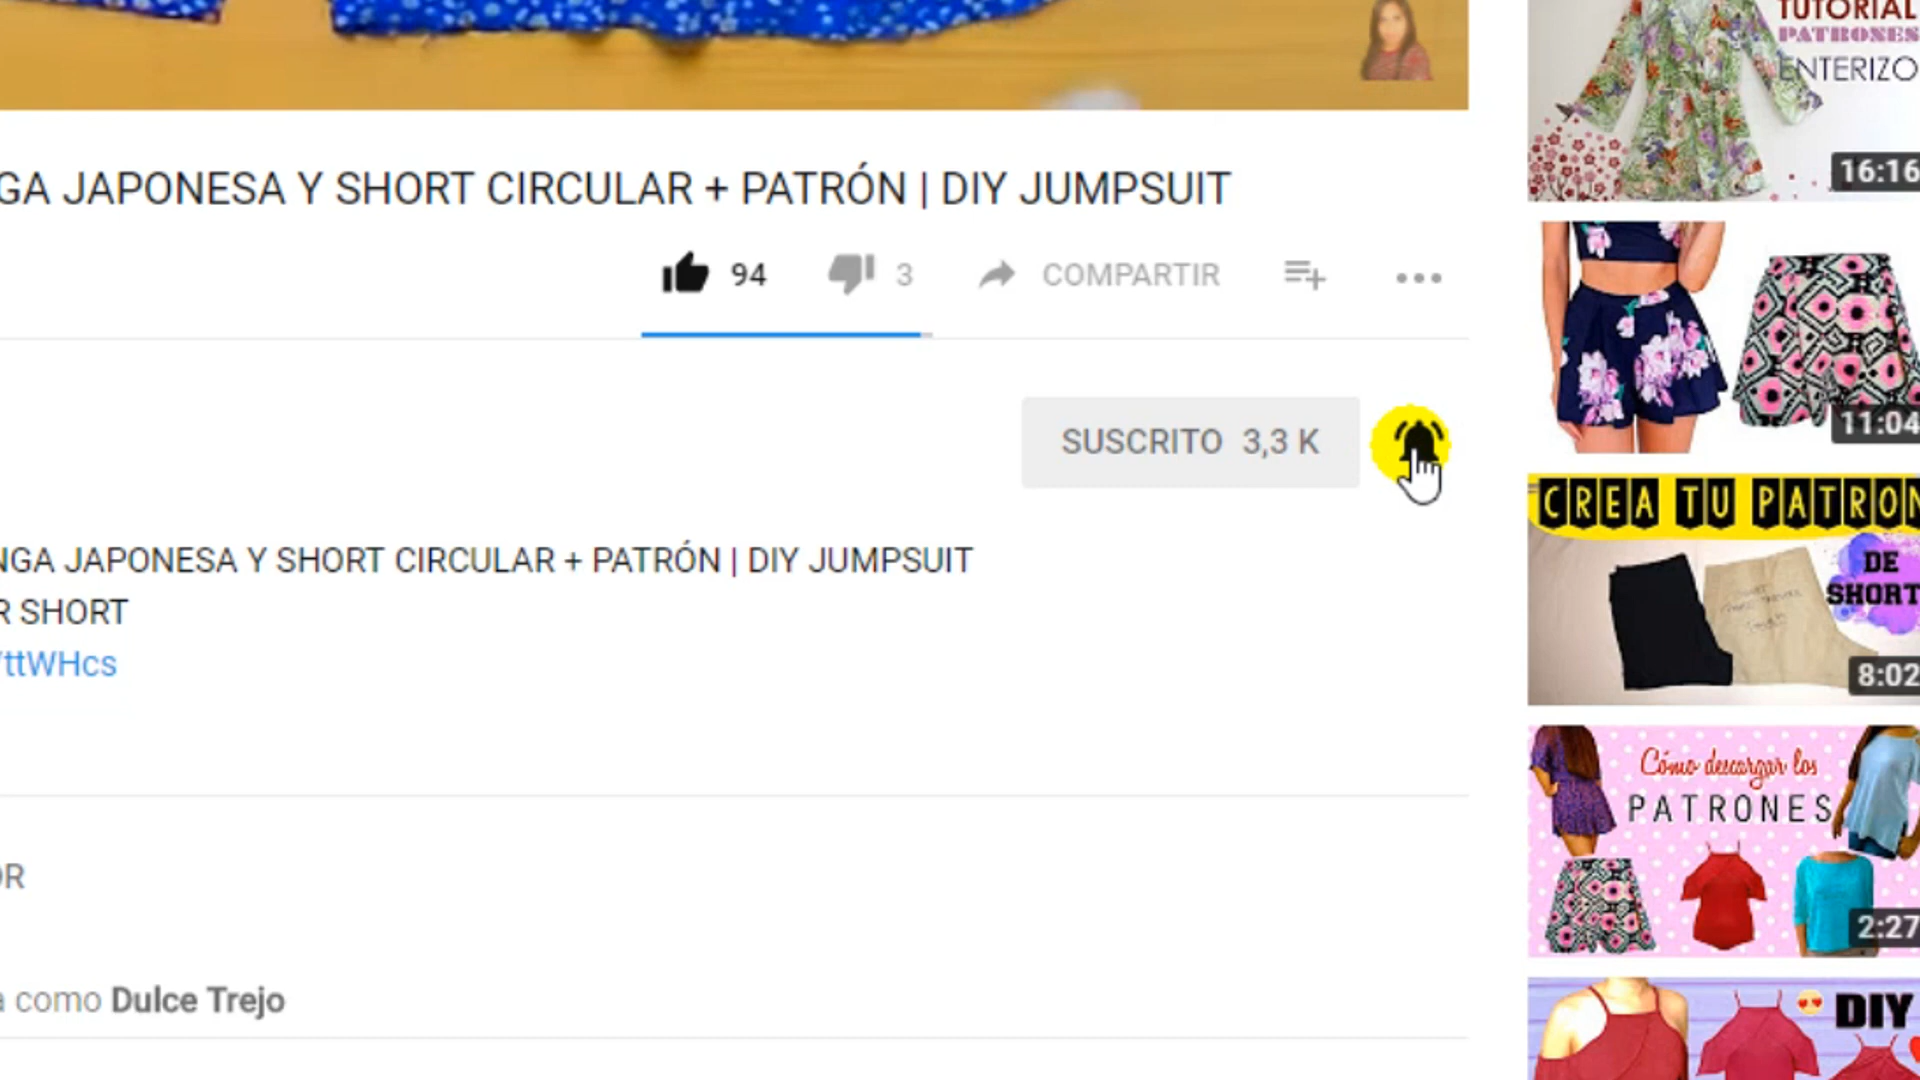 GA JAPONESA Y SHORT CIRCULAR + PATRÓN | DIY JUMPSUIT
94 3 COMPARTIR
SUSCRITO 3,3 K
NGA JAPONESA Y SHORT CIRCULAR + PATRÓN | DIY JUMPSUIT
R SHORT
/ttWHcs
OR
a como Dulce Trejo
TUTORIAL
PATRONES
ENTERIZO
16:16
11:04
CREA TU PATRON
DE
SHORT
8:02
Cómo descargar los
PATRONES
2:27
DIY